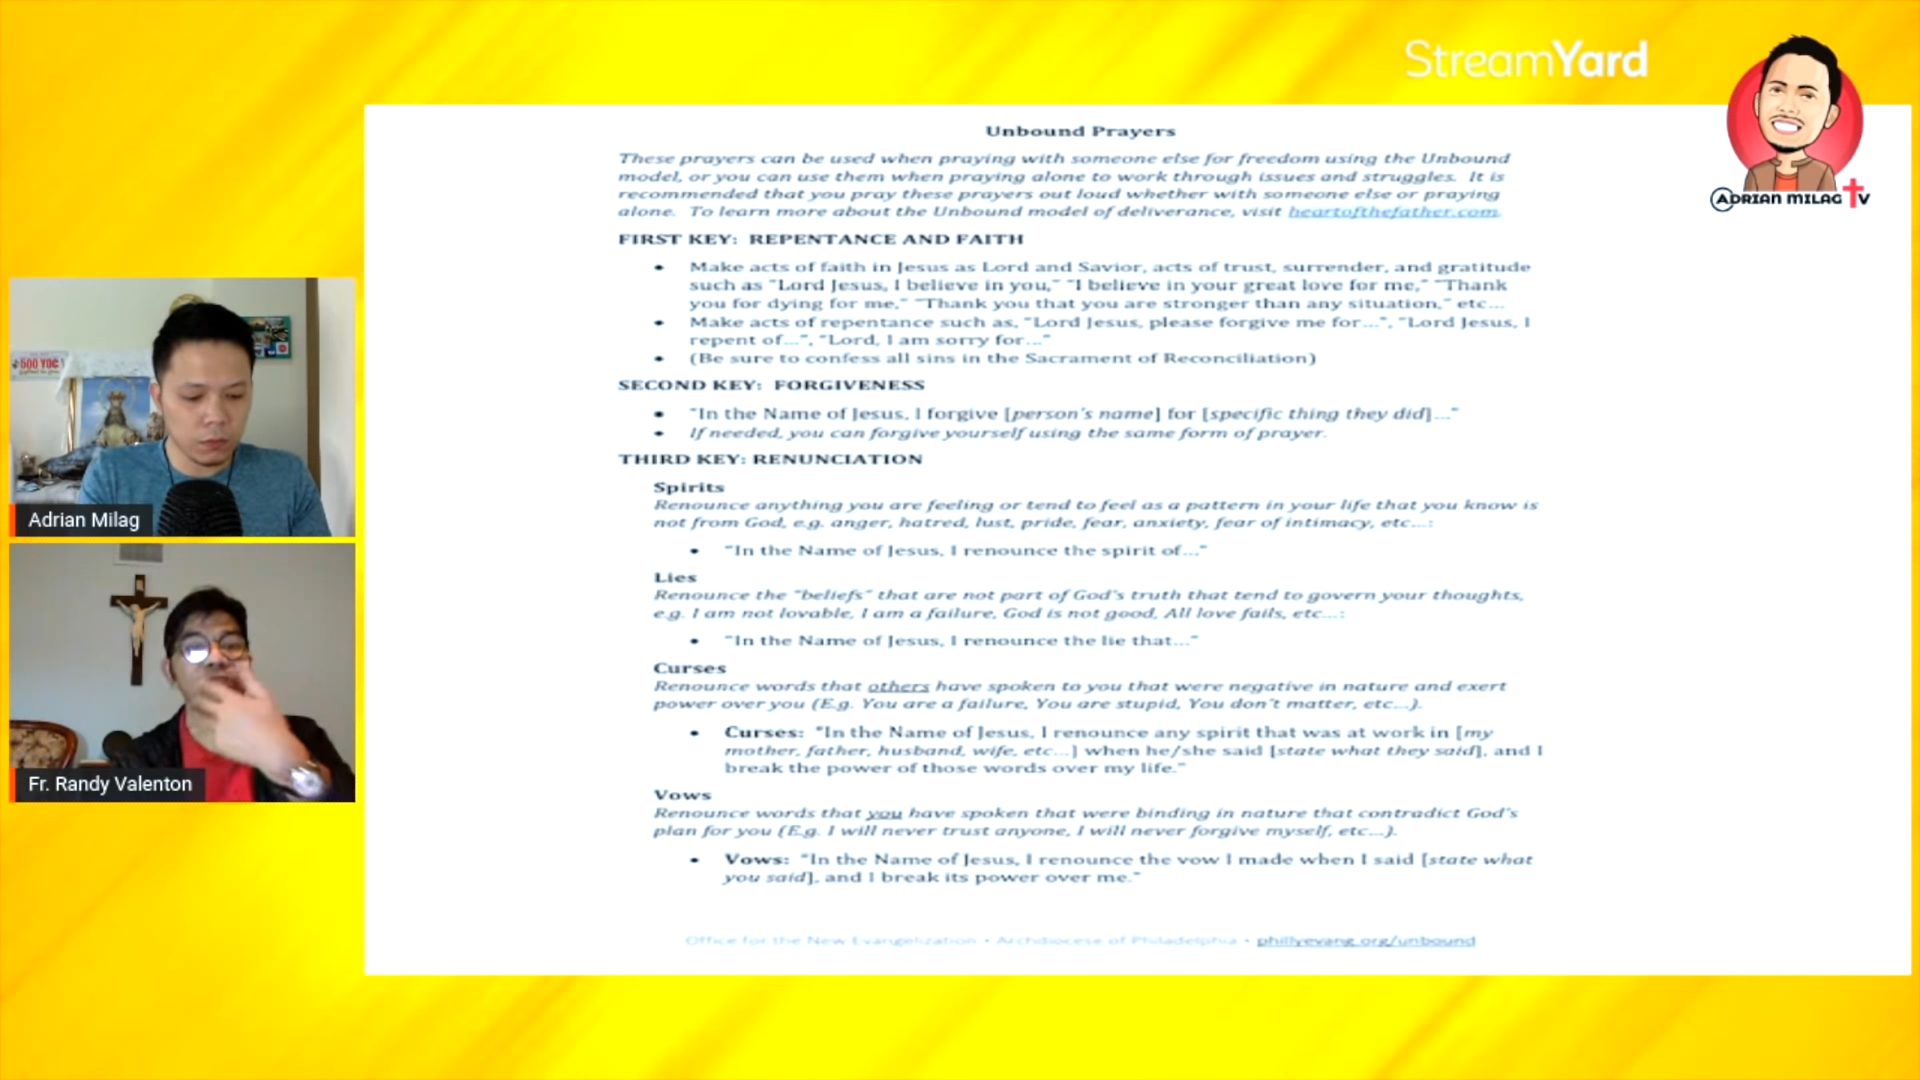 StreamYard
ADRIAN MILAG TV
Unbound Prayers
These prayers can be used when praying with someone else for freedom using the Unbound
model, or you can use them when praying alone to work through issues and struggles. It is
recommended that you pray these prayers out loud whether with someone else or praying
alone. To learn more about the Unbound model of deliverance, visit heartofthefather.com.
FIRST KEY: REPENTANCE AND FAITH
• Make acts of faith in Jesus as Lord and Savior, acts of trust, surrender, and gratitude
such as "Lord Jesus, I believe in you," "I believe in your great love for me," "Thank
you for dying for me," "Thank you that you are stronger than any situation," etc...
• Make acts of repentance such as, "Lord Jesus, please forgive me for...", "Lord Jesus, I
repent of...", "Lord, I am sorry for..."
• (Be sure to confess all sins in the Sacrament of Reconciliation)
SECOND KEY: FORGIVENESS
• "In the Name of Jesus, I forgive [person's name] for [specific thing they did]..."
• If needed, you can forgive yourself using the same form of prayer.
THIRD KEY: RENUNCIATION
Spirits
Renounce anything you are feeling or tend to feel as a pattern in your life that you know is
not from God, e.g. anger, hatred, lust, pride, fear, anxiety, fear of intimacy, etc...:
• "In the Name of Jesus, I renounce the spirit of..."
Lies
Renounce the "beliefs" that are not part of God's truth that tend to govern your thoughts,
e.g. I am not lovable, I am a failure, God is not good, All love fails, etc...:
• "In the Name of Jesus, I renounce the lie that..."
Curses
Renounce words that others have spoken to you that were negative in nature and exert
power over you (E.g. You are a failure, You are stupid, You don't matter, etc...).
• Curses: "In the Name of Jesus, I renounce any spirit that was at work in [my
mother, father, husband, wife, etc...] when he/she said [state what they said], and I
break the power of those words over my life."
Vows
Renounce words that you have spoken that were binding in nature that contradict God's
plan for you (E.g. I will never trust anyone, I will never forgive myself, etc...).
• Vows: "In the Name of Jesus, I renounce the vow I made when I said [state what
you said], and I break its power over me."
Office for the New Evangelization • Archdiocese of Philadelphia • phillyevang.org/unbound
500 YOC
Adrian Milag
Fr. Randy Valenton